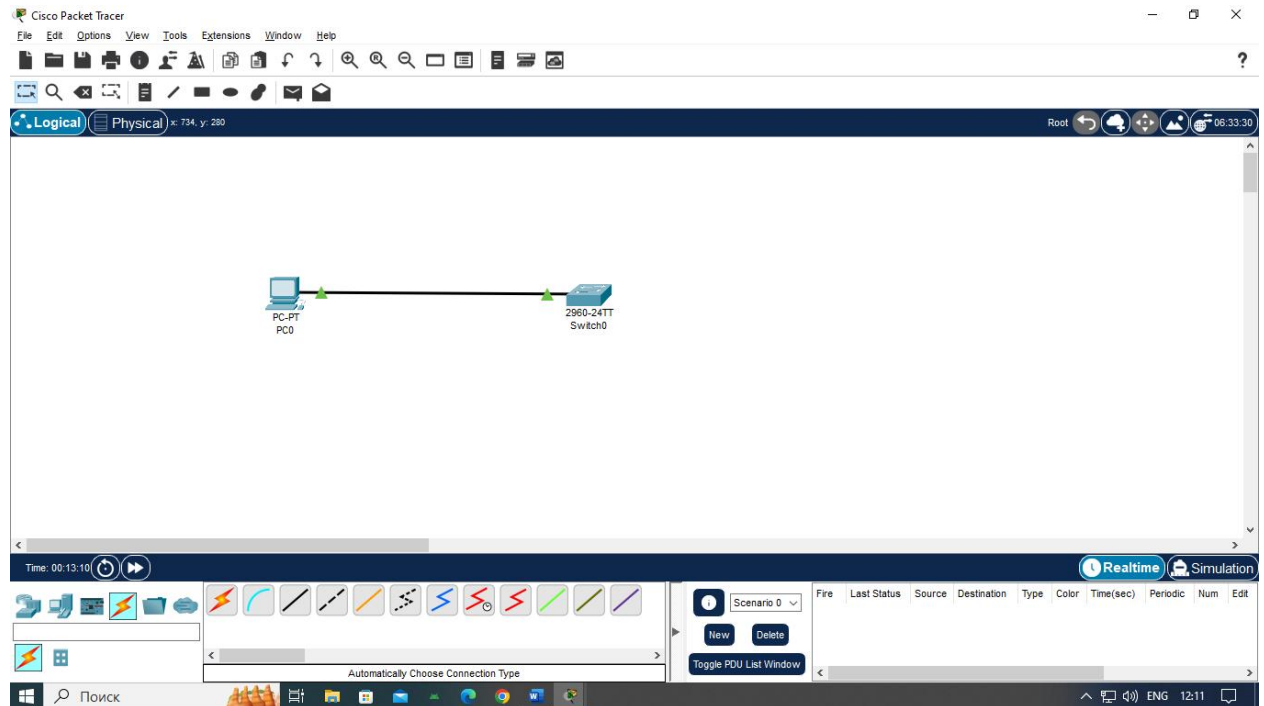 Cisco Packet Tracer
File Edit Options View Tools Extensions Window Help
?
Logical Physical x: 734, y: 280 Root 06:33:30
PC-PT
PC0
2960-24TT
Switch0
Time: 00:13:10 Realtime Simulation
Scenario 0 Fire Last Status Source Destination Type Color Time(sec) Periodic Num Edit
New Delete
Toggle PDU List Window
Automatically Choose Connection Type
Поиск ENG 12:11